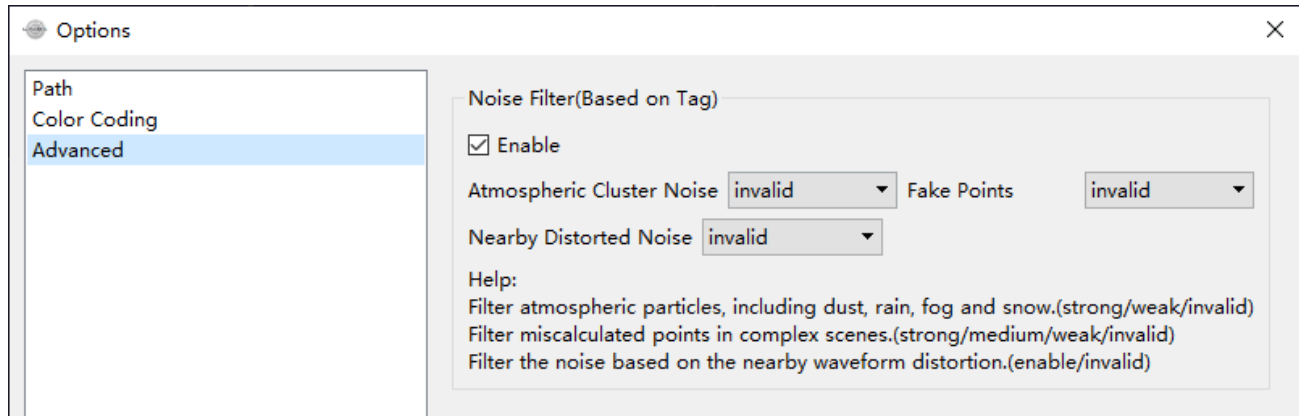 Options
Path
Color Coding
Advanced
Noise Filter(Based on Tag)
Enable
Atmospheric Cluster Noise invalid Fake Points invalid
Nearby Distorted Noise invalid
Help:
Filter atmospheric particles, including dust, rain, fog and snow.(strong/weak/invalid)
Filter miscalculated points in complex scenes.(strong/medium/weak/invalid)
Filter the noise based on the nearby waveform distortion.(enable/invalid)